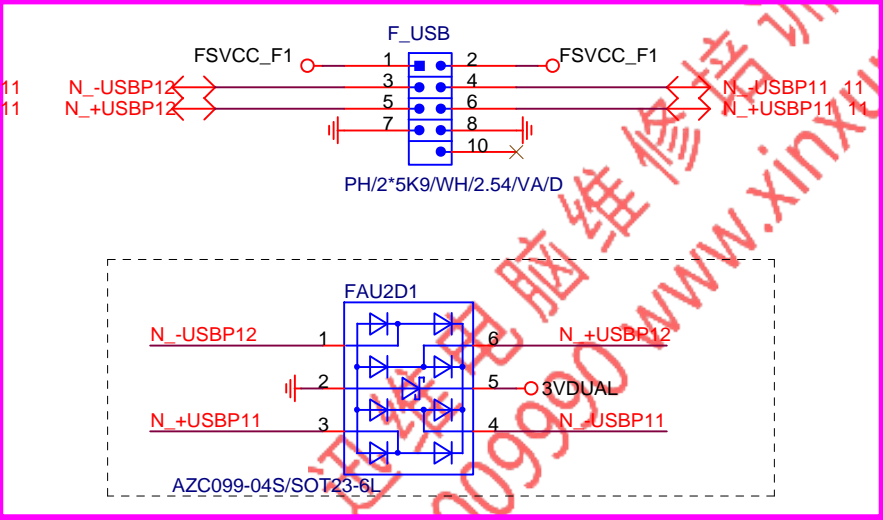 F_USB
FSVCC_F1 1 2 FSVCC_F1
11 N_-USBP12 3 4 N_-USBP11 11
11 N_+USBP12 5 6 N_+USBP11 11
7 8
10
PH/2*5K9/WH/2.54/VA/D
FAU2D1
N_-USBP12 1 6 N_+USBP12
2 5 3VDUAL
N_+USBP11 3 4 N_-USBP11
AZC099-04S/SOT23-6L
迅维电脑维修培训
009990 www.xinxu